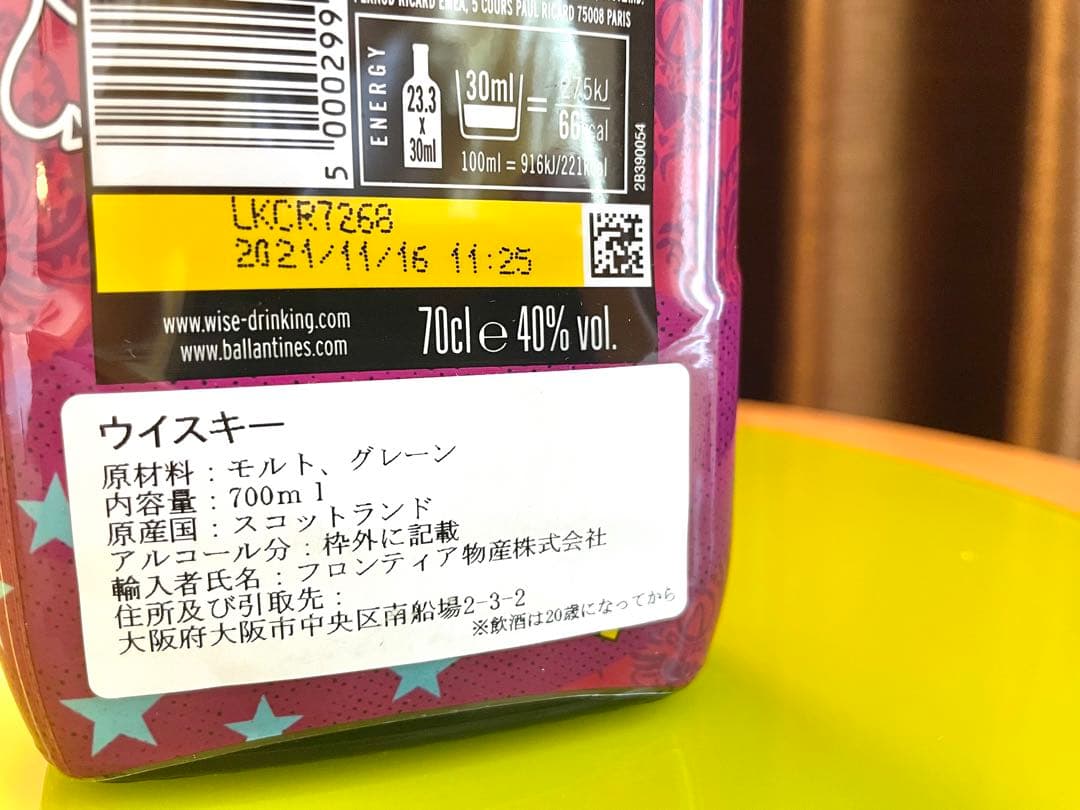 PERNOD RICARD EMEA, 5 COURS PAUL RICARD 75008 PARIS
5 000299
ENERGY
23.3
x
30ml
30ml
=
275kJ
66kcal
100ml = 916kJ/221kcal
2B390054
LKCR7268
2021/11/16 11:25
www.wise-drinking.com
www.ballantines.com
70cl e 40% vol.
ウイスキー
原材料:モルト、グレーン
内容量:700ml
原産国:スコットランド
アルコール分:枠外に記載
輸入者氏名:フロンティア物産株式会社
住所及び引取先:
大阪府大阪市中央区南船場2-3-2
※飲酒は20歳になってから